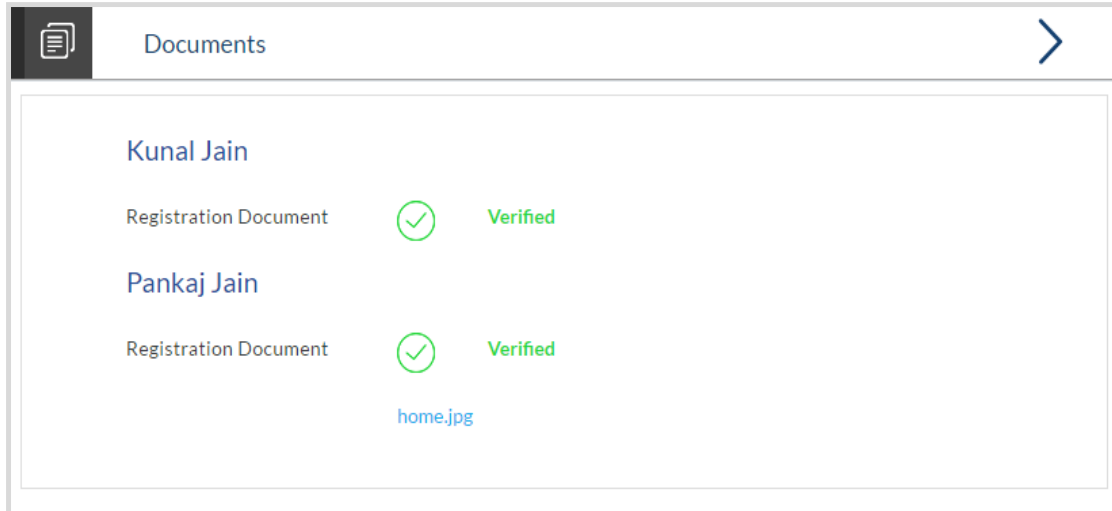 Documents
Kunal Jain
Registration Document Verified
Pankaj Jain
Registration Document Verified
home.jpg